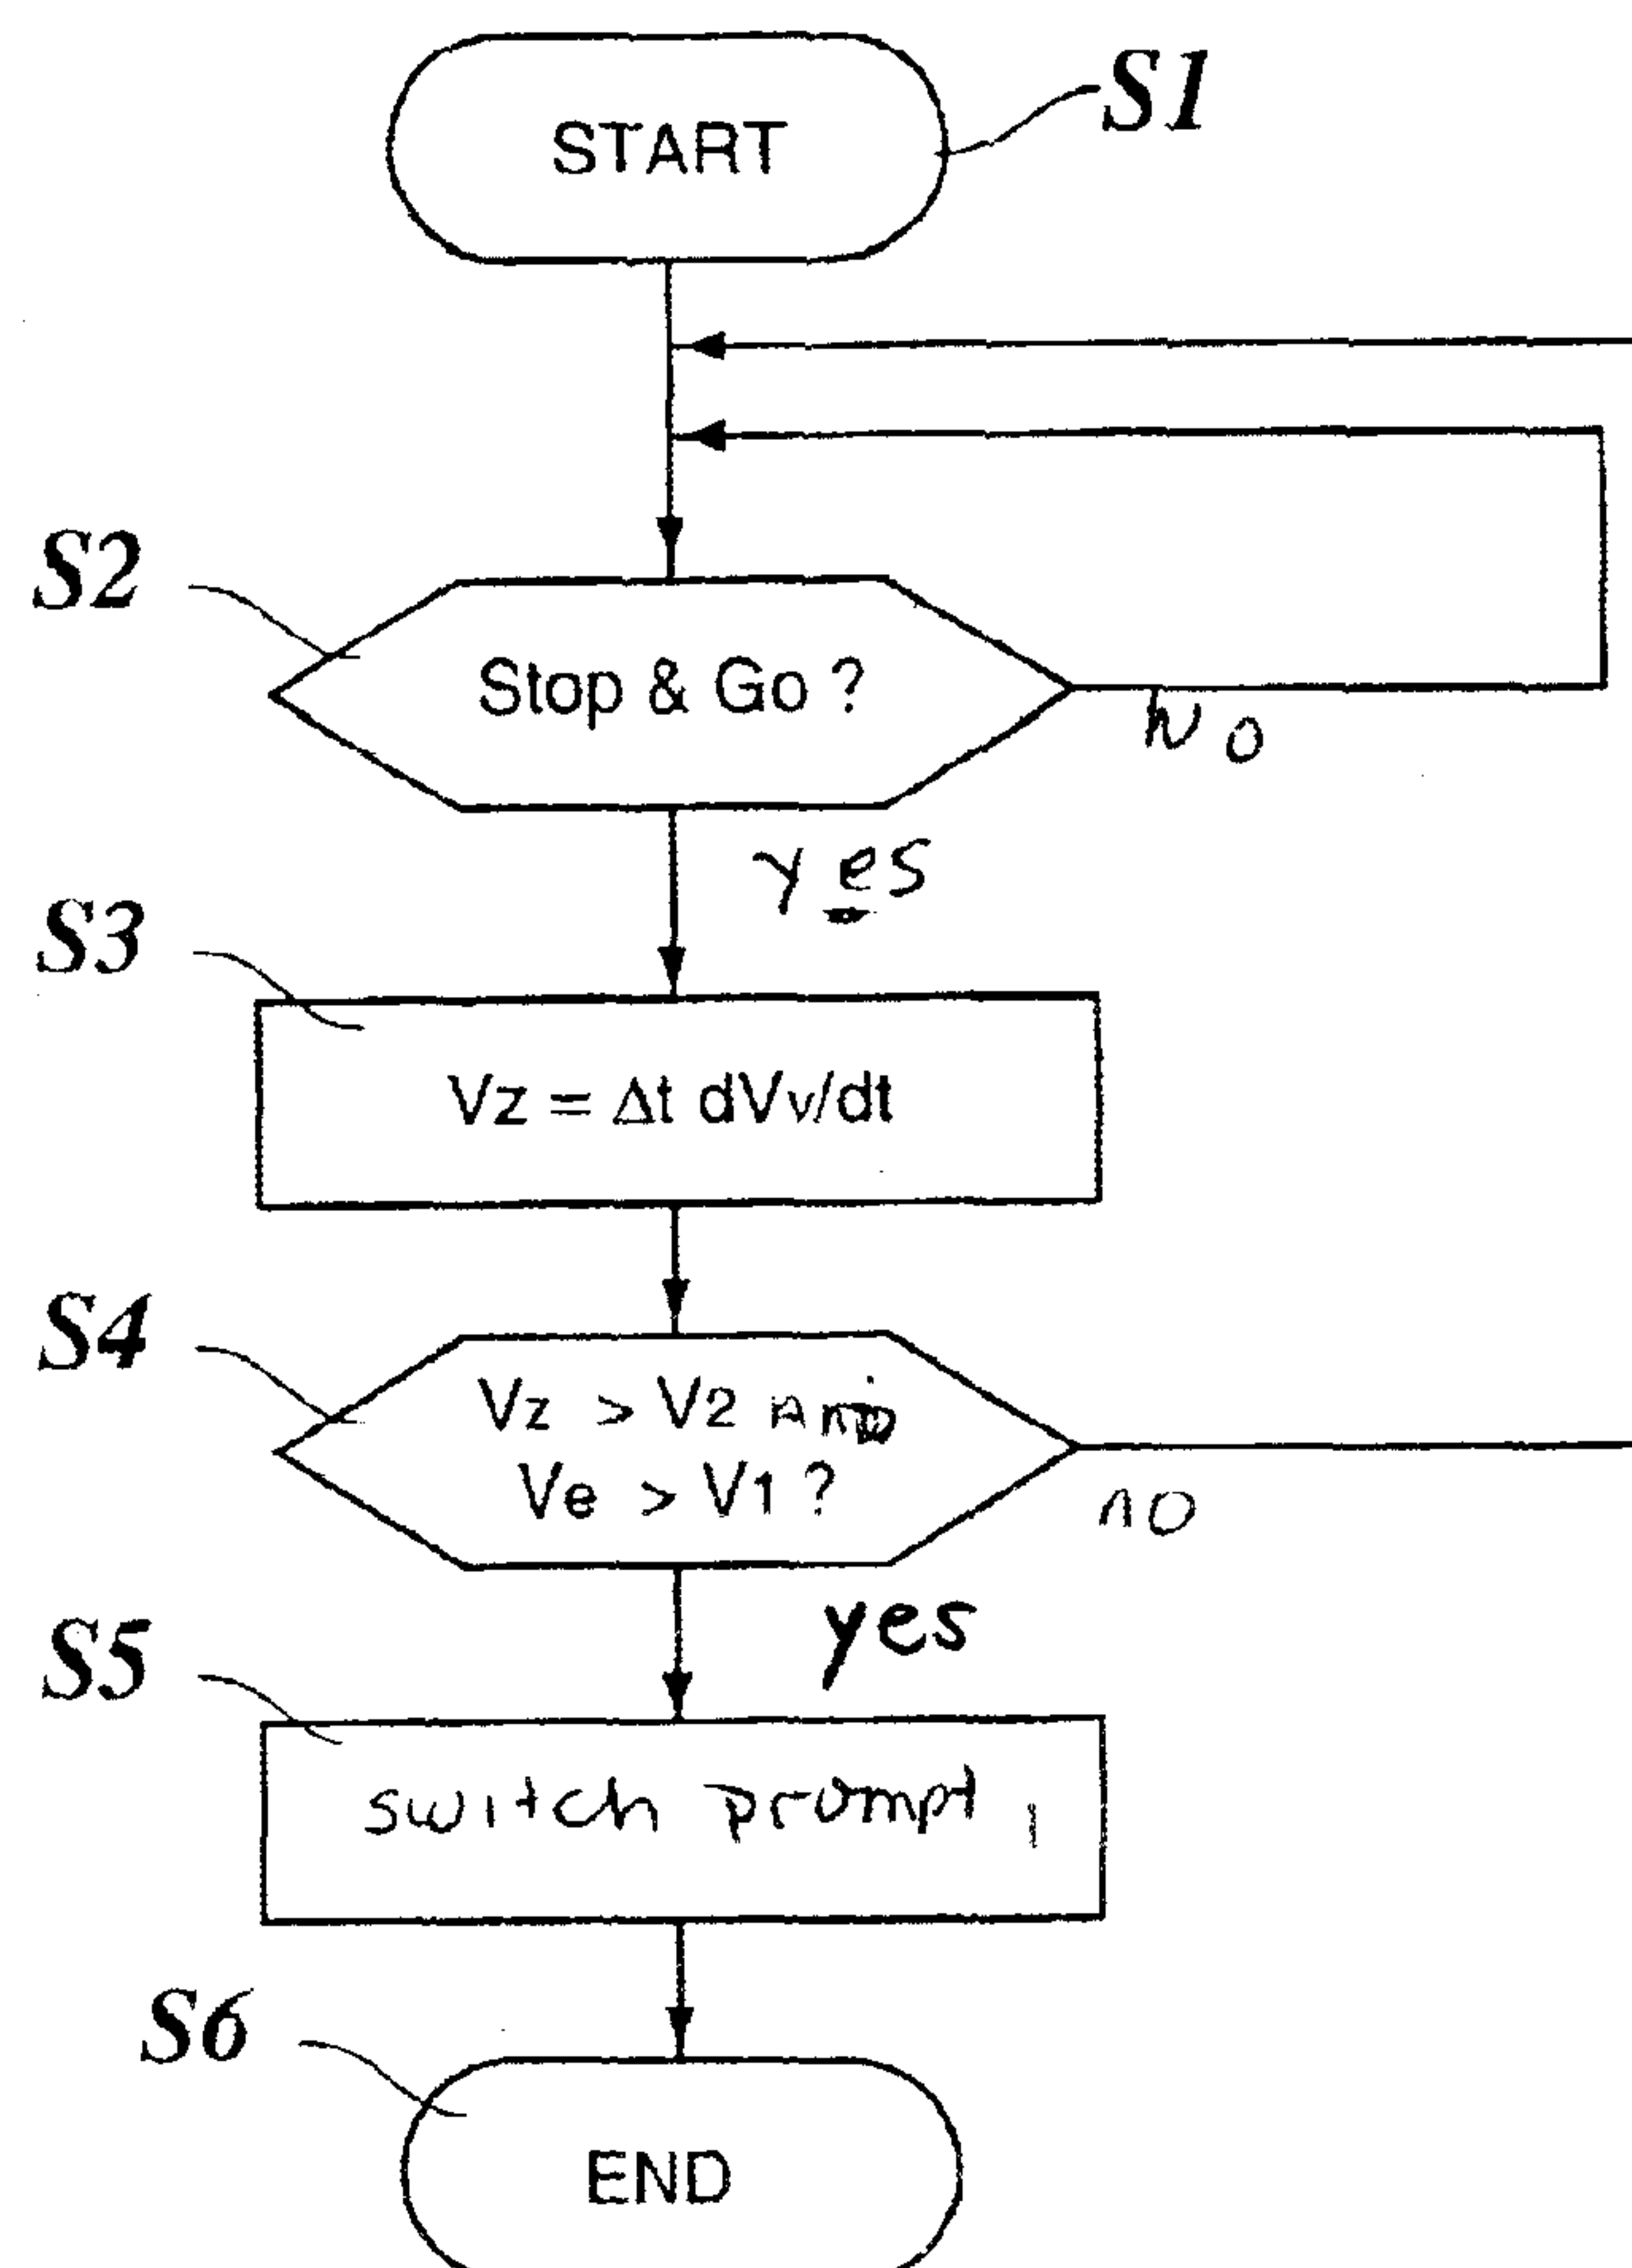 START
S1
S2
Stop & Go ?
No
yes
S3
Vz = Δt dVv/dt
S4
Vz > V2 AnD
Ve > V1 ?
no
yes
S5
switch prompt
S6
END